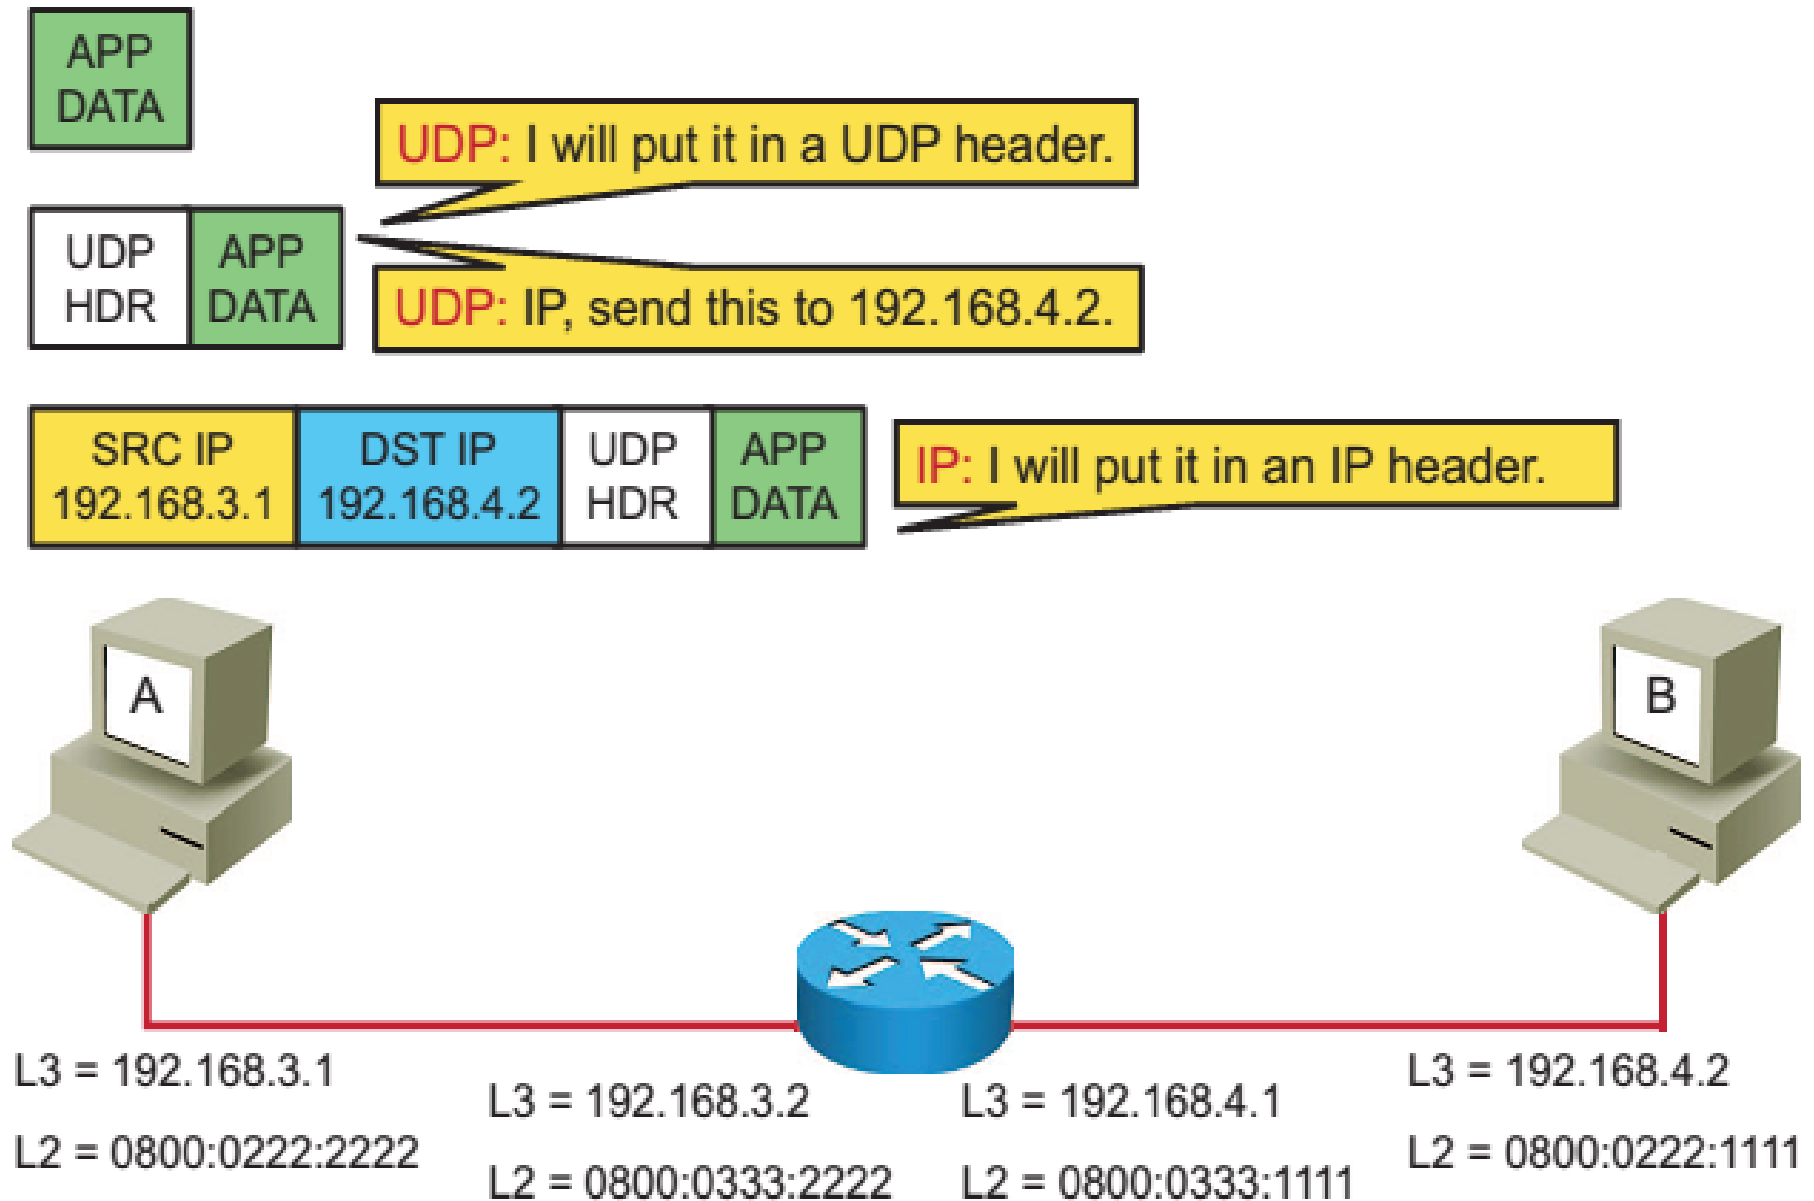 APP
DATA
UDP: I will put it in a UDP header.
UDP
HDR
APP
DATA
UDP: IP, send this to 192.168.4.2.
SRC IP
192.168.3.1
DST IP
192.168.4.2
UDP
HDR
APP
DATA
IP: I will put it in an IP header.
A
B
L3 = 192.168.3.1
L2 = 0800:0222:2222
L3 = 192.168.3.2
L2 = 0800:0333:2222
L3 = 192.168.4.1
L2 = 0800:0333:1111
L3 = 192.168.4.2
L2 = 0800:0222:1111